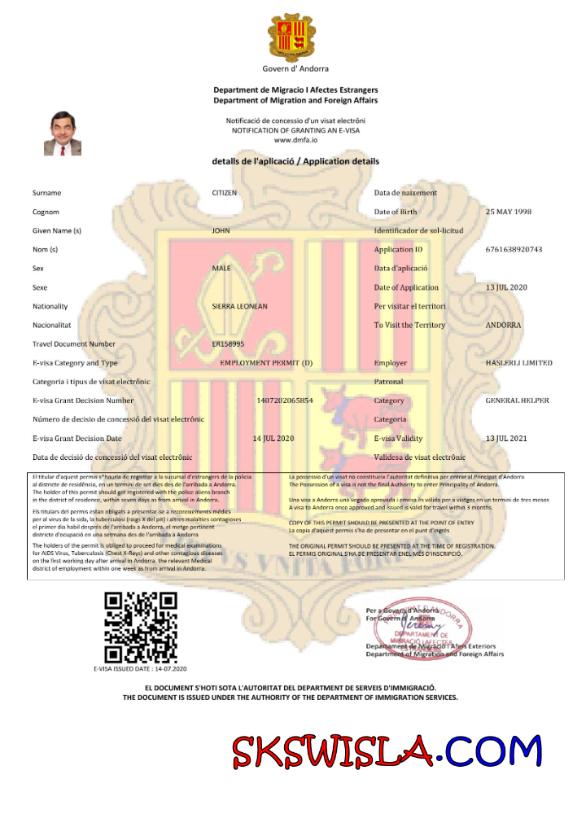 Govern d' Andorra
Department de Migracio I Afectes Estrangers
Department of Migration and Foreign Affairs
Notificació de concessio d'un visat electrôni
NOTIFICATION OF GRANTING AN E-VISA
www.dmfa.io
detalls de l'aplicació / Application details
Surname CITIZEN Data de naixement
Cognom Date of Birth 25 MAY 1990
Given Name (s) JOHN Identificador de sol·licitud
Nom (s) Application ID 6761638920743
Sex MALE Data d'aplicació
Sexe Date of Application 13 JUL 2020
Nationality SIERRA LEONEAN Per visitar el territori
Nacionalitat To Visit the Territory ANDORRA
Travel Document Number ER158995
E-visa Category and Type EMPLOYMENT PERMIT (D) Employer HASLERLI LIMITED
Categoria i tipus de visat electrònic Patronal
E-visa Grant Decision Number 1407202065854 Category GENERAL HELPER
Número de decisio de concessió del visat electrònic Categoria
E-visa Grant Decision Date 14 JUL 2020 E-visa Validity 13 JUL 2021
Data de decisió de concessió del visat electrònic Validesa de visat electrònic
El titular d'aquest permis s'hauria de registrar a la sucursal d'estrangers de la policia
al districte de residència, en un termini de set dies des de l'arribada a Andorra.
The holder of this permit should get registered with the police aliens branch
in the district of residence, within seven days as from arrival in Andorra.
Els titulars del permis estan obligats a presentar-se a reconeixements mèdics
per al virus de la sida, la tuberculosi (raigs X del pit) i altres malalties contagioses
el primer dia hàbil després de l'arribada a Andorra, el metge pertinent
districte d'ocupació en una setmana des de l'arribada a Andorra
The holders of the permit is obliged to proceed for medical examinations
for AIDS Virus, Tuberculosis (Chest X-Rays) and other contagious diseases
on the first working day after arrival in Andorra, the relevant Medical
district of employment within one week as from arrival in Andorra.
La possessió d'un visat no constitueix l'autoritat definitiva per entrar al Principat d'Andorra
The Possession of a visa is not the final Authority to enter Principality of Andorra.
Una visa a Andorra una vegada aprovada i emesa és vàlida per a viatges en un termini de tres mesos
A visa to Andorra once approved and issued is valid for travel within 3 months.
COPY OF THIS PERMIT SHOULD BE PRESENTED AT THE POINT OF ENTRY
La copia d'aquest permis s'ha de presentar en el punt d'ingrés
THE ORIGINAL PERMIT SHOULD BE PRESENTED AT THE TIME OF REGISTRATION.
EL PERMIS ORIGINAL S'HA DE PRESENTAR EN EL MES D'INSCRIPCIÓ.
E-VISA ISSUED DATE : 14-07.2020
Per a Govern d'Andorra
For Govern d' Andorra
Departament de Migració i Afers Exteriors
Department of Migration and Foreign Affairs
EL DOCUMENT S'HOTI SOTA L'AUTORITAT DEL DEPARTMENT DE SERVEIS D'IMMIGRACIÓ.
THE DOCUMENT IS ISSUED UNDER THE AUTHORITY OF THE DEPARTMENT OF IMMIGRATION SERVICES.
SKSWISLA.COM